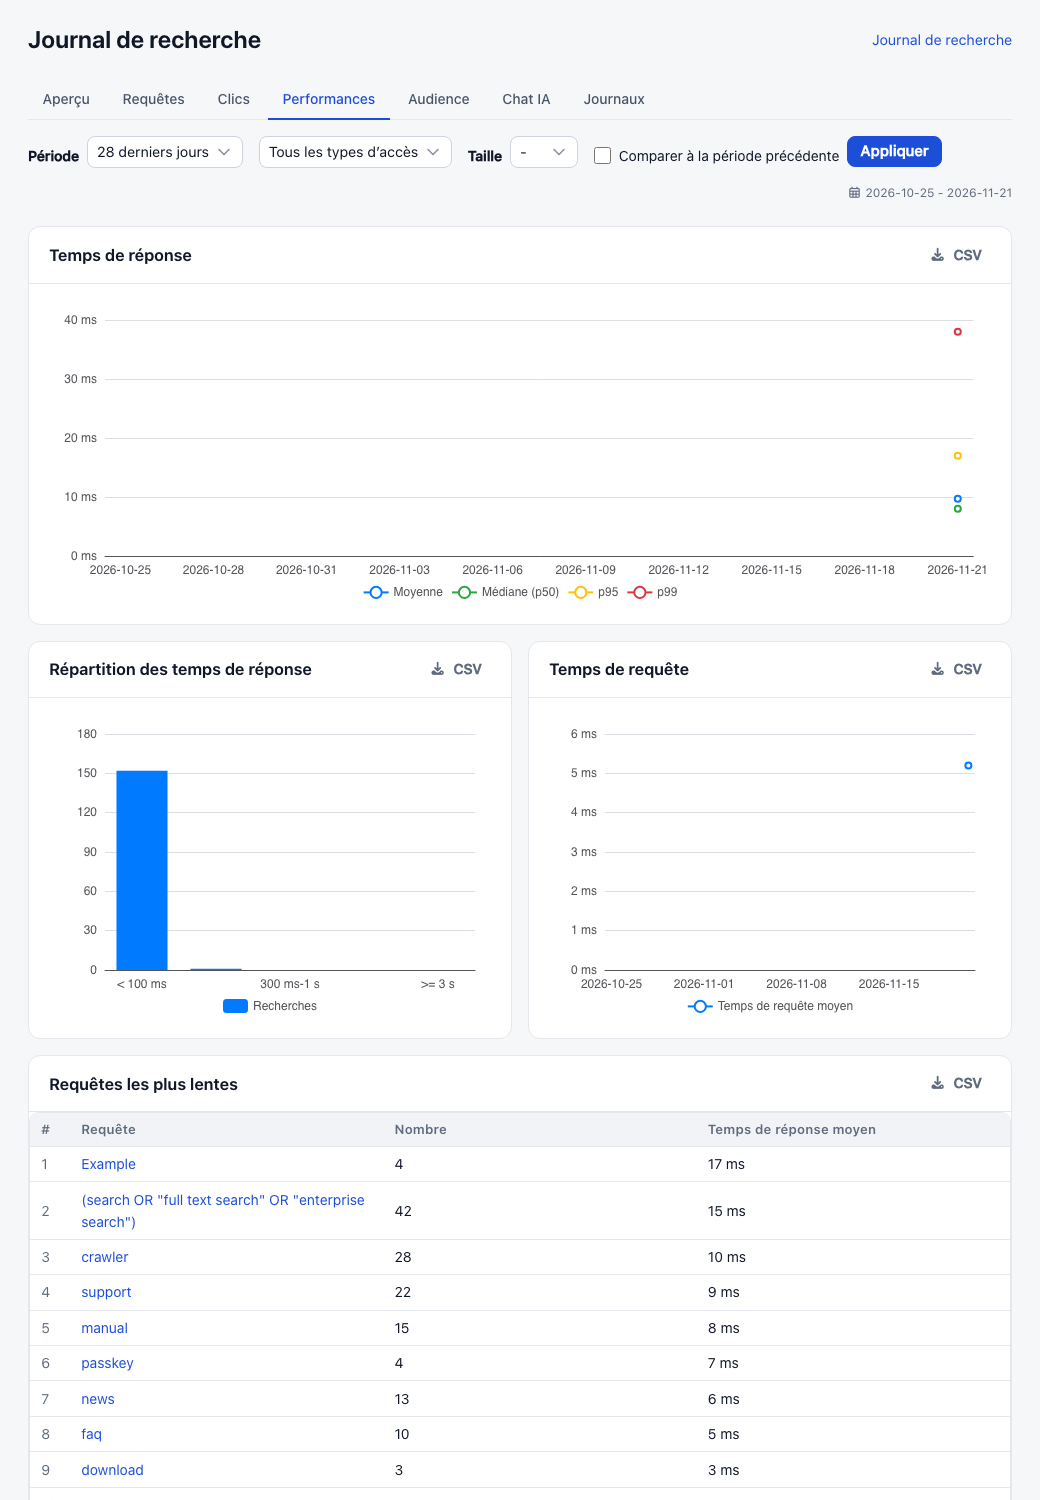 Journal de recherche
Journal de recherche
Aperçu Requêtes Clics Performances Audience Chat IA Journaux
Période 28 derniers jours Tous les types d’accès Taille - Comparer à la période précédente Appliquer
2026-10-25 - 2026-11-21
Temps de réponse CSV
40 ms
30 ms
20 ms
10 ms
0 ms
2026-10-25 2026-10-28 2026-10-31 2026-11-03 2026-11-06 2026-11-09 2026-11-12 2026-11-15 2026-11-18 2026-11-21
Moyenne Médiane (p50) p95 p99
Répartition des temps de réponse CSV
180
150
120
90
60
30
0
< 100 ms 300 ms-1 s >= 3 s
Recherches
Temps de requête CSV
6 ms
5 ms
4 ms
3 ms
2 ms
1 ms
0 ms
2026-10-25 2026-11-01 2026-11-08 2026-11-15
Temps de requête moyen
Requêtes les plus lentes CSV
# Requête Nombre Temps de réponse moyen
1 Example 4 17 ms
2 (search OR "full text search" OR "enterprise search") 42 15 ms
3 crawler 28 10 ms
4 support 22 9 ms
5 manual 15 8 ms
6 passkey 4 7 ms
7 news 13 6 ms
8 faq 10 5 ms
9 download 3 3 ms